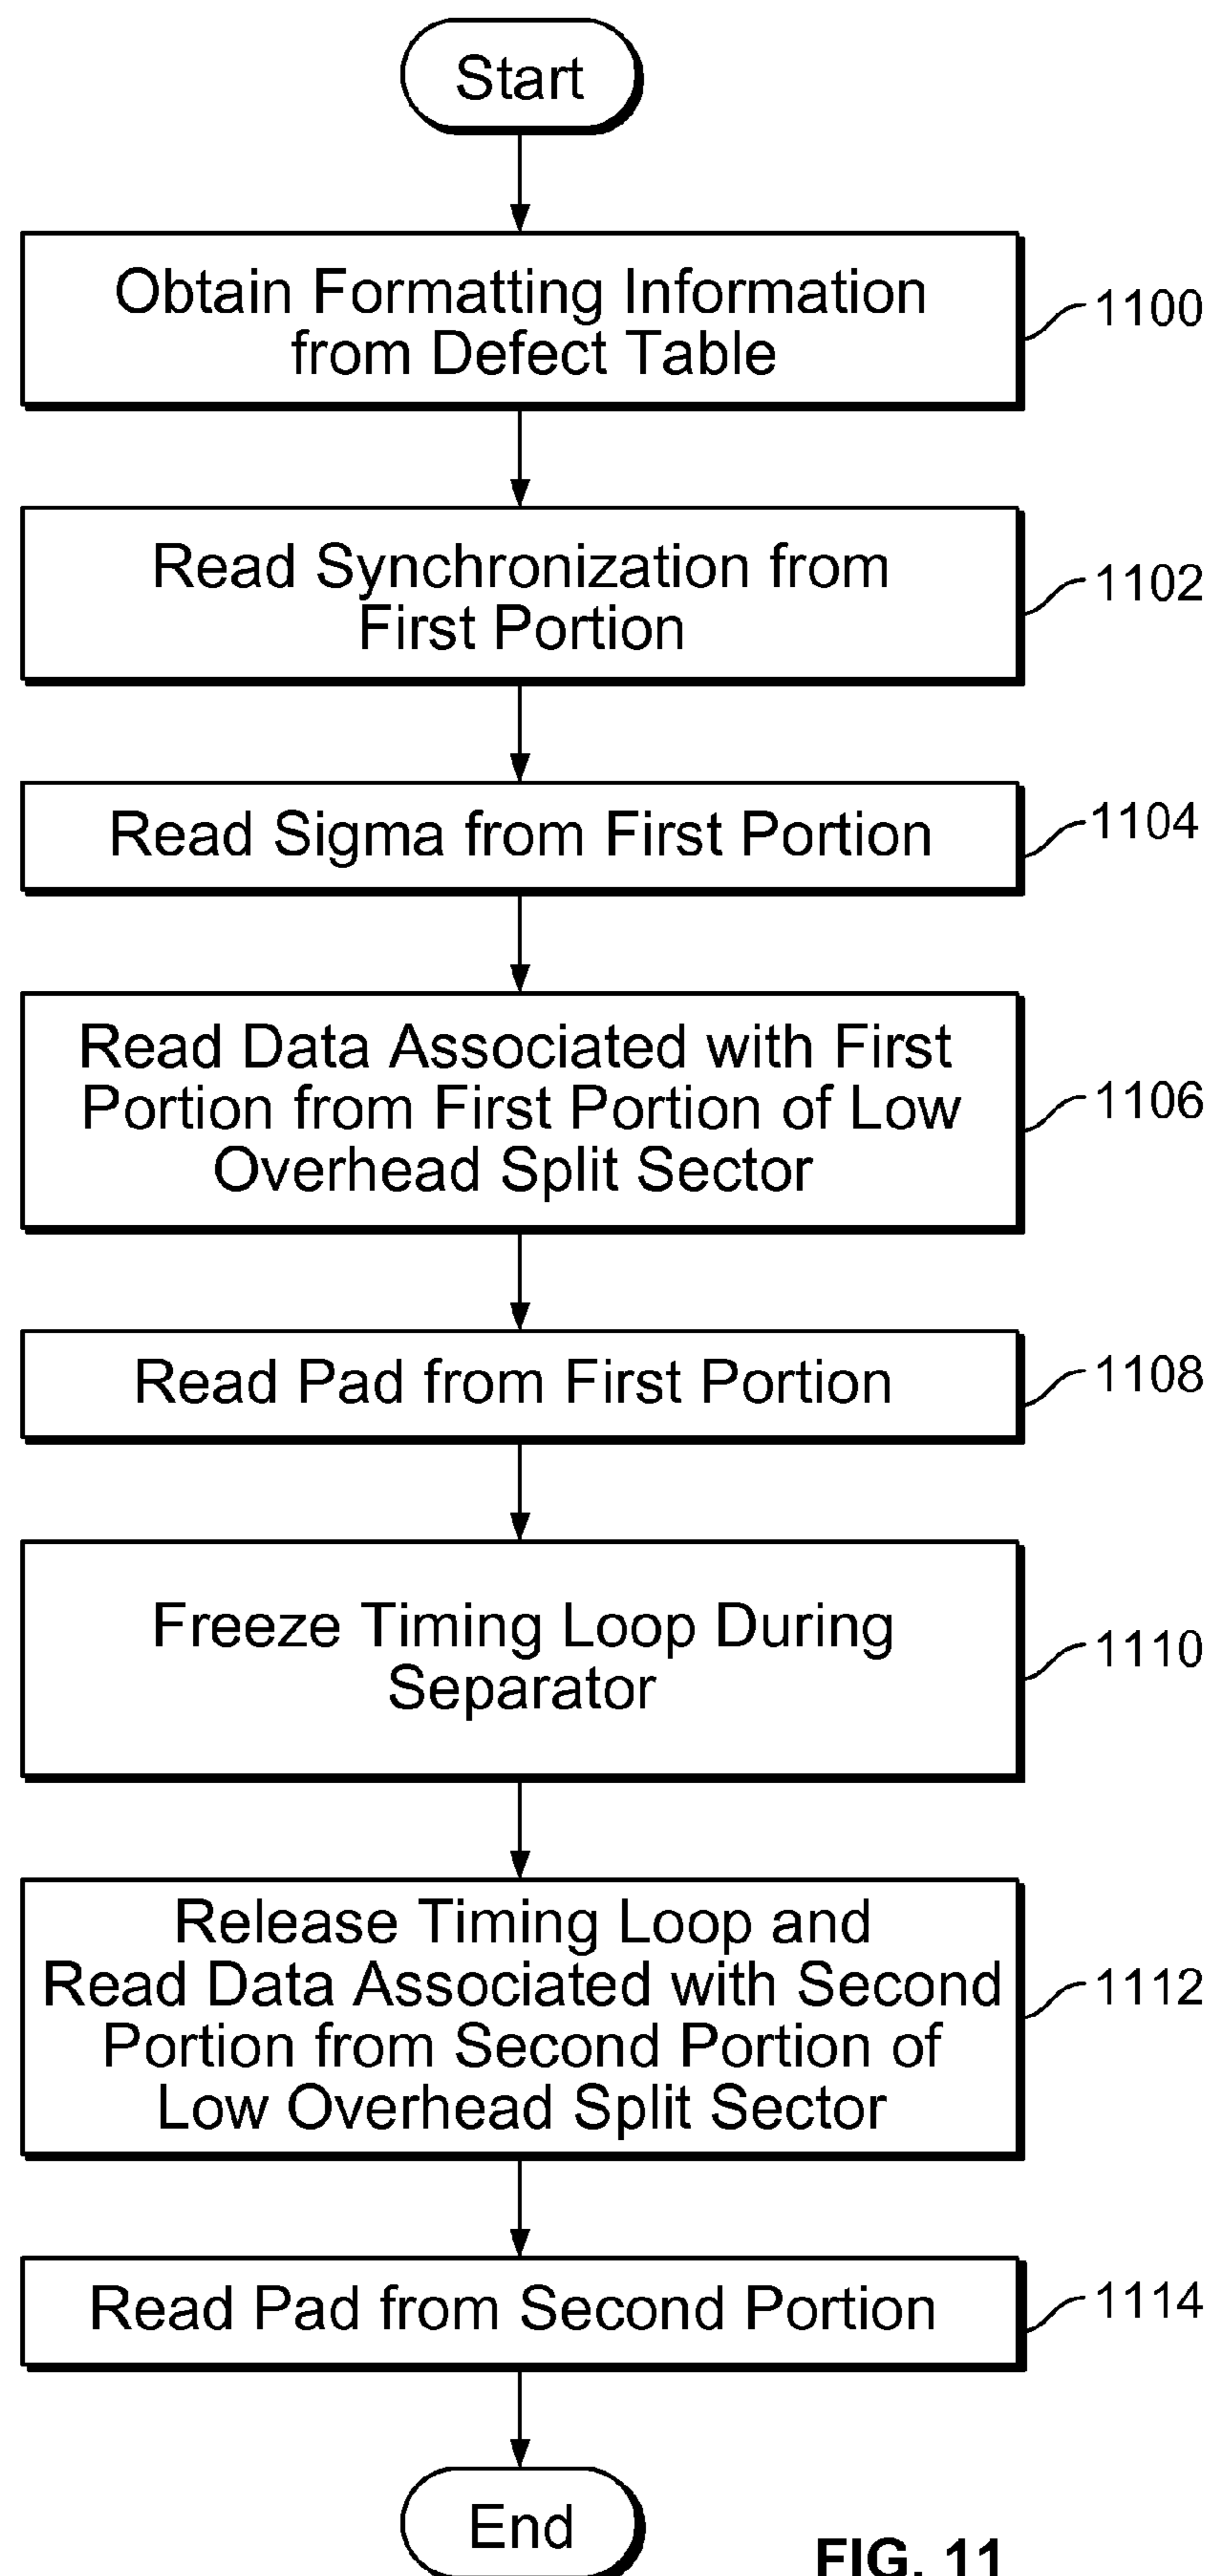 Start
Obtain Formatting Information
from Defect Table
1100
Read Synchronization from
First Portion
1102
Read Sigma from First Portion
1104
Read Data Associated with First
Portion from First Portion of Low
Overhead Split Sector
1106
Read Pad from First Portion
1108
Freeze Timing Loop During
Separator
1110
Release Timing Loop and
Read Data Associated with Second
Portion from Second Portion of
Low Overhead Split Sector
1112
Read Pad from Second Portion
1114
End
FIG. 11